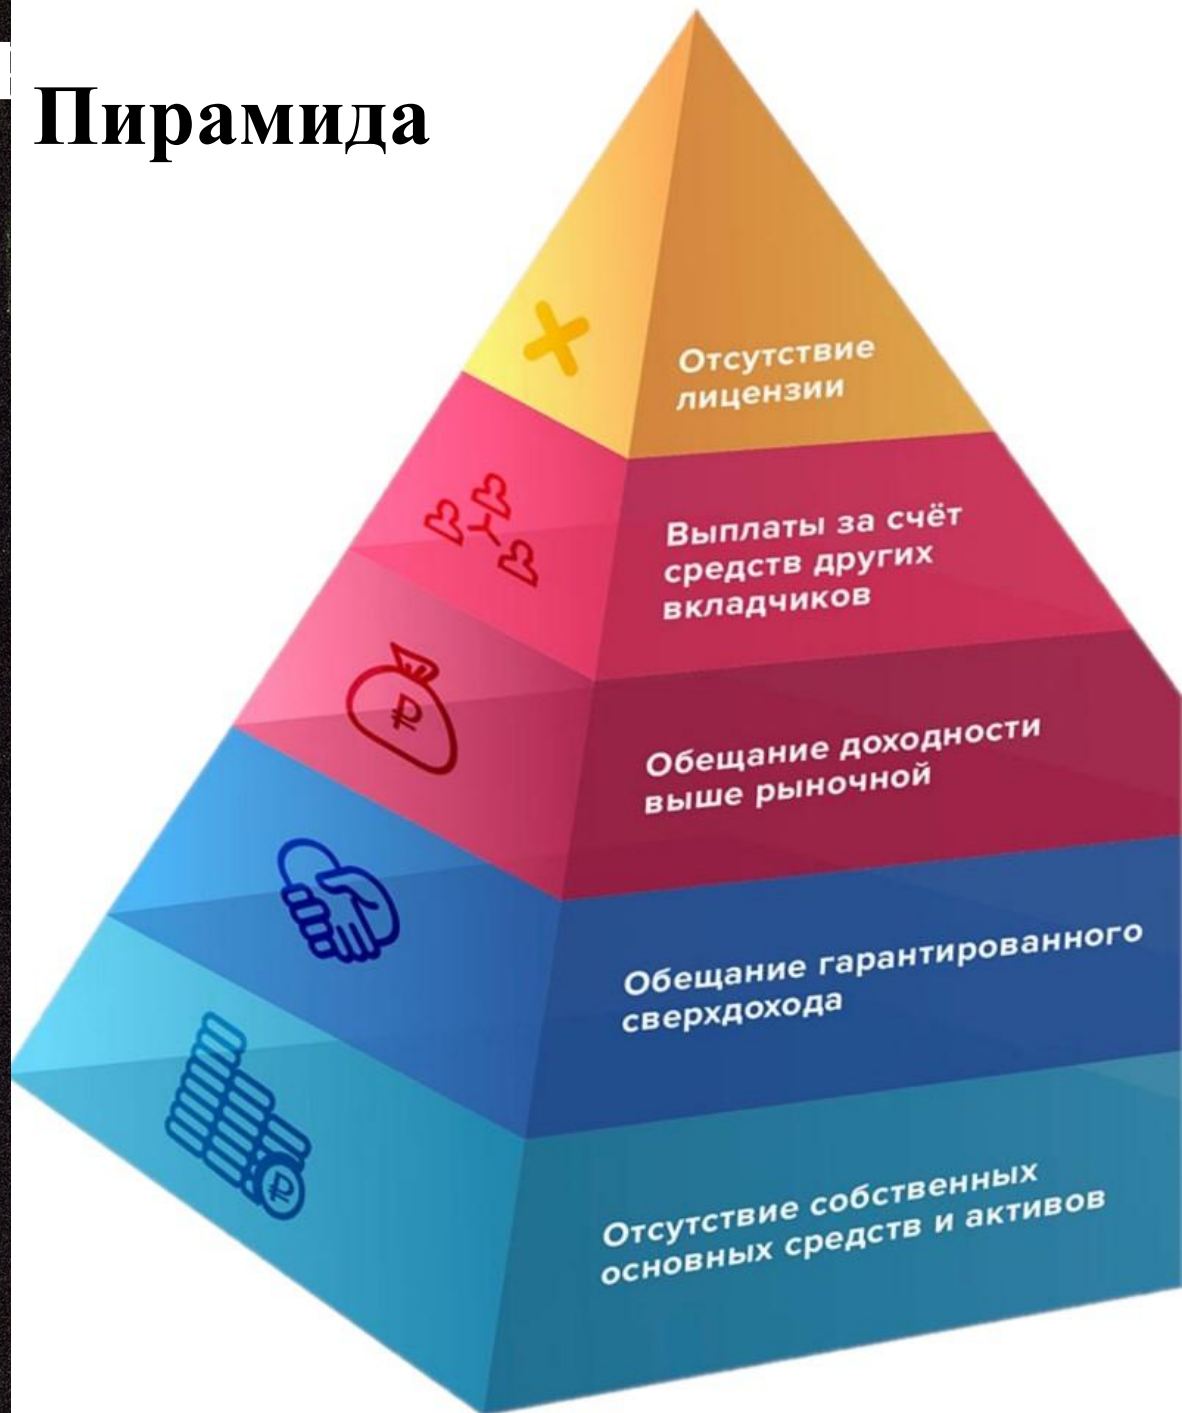 Пирамида
Отсутствие
лицензии
Выплаты за счёт
средств других
вкладчиков
Обещание доходности
выше рыночной
Обещание гарантированного
сверхдохода
Отсутствие собственных
основных средств и активов